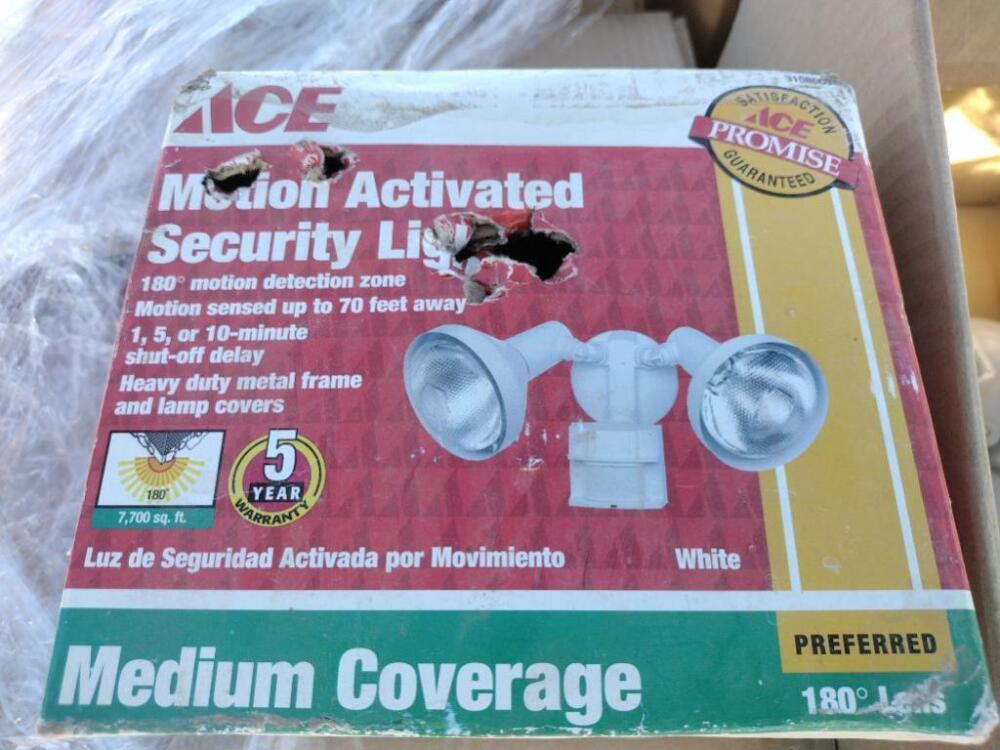 ACE
SATISFACTION
ACE
PROMISE
GUARANTEED
Motion Activated
Security
180° motion detection zone
Motion sensed up to 70 feet away
1, 5, or 10-minute
shut-off delay
Heavy duty metal frame
and lamp covers
180°
7,700 sq. ft.
5
YEAR
WARRANTY
Luz de Seguridad Activada por Movimiento
White
PREFERRED
Medium Coverage
180° Lens